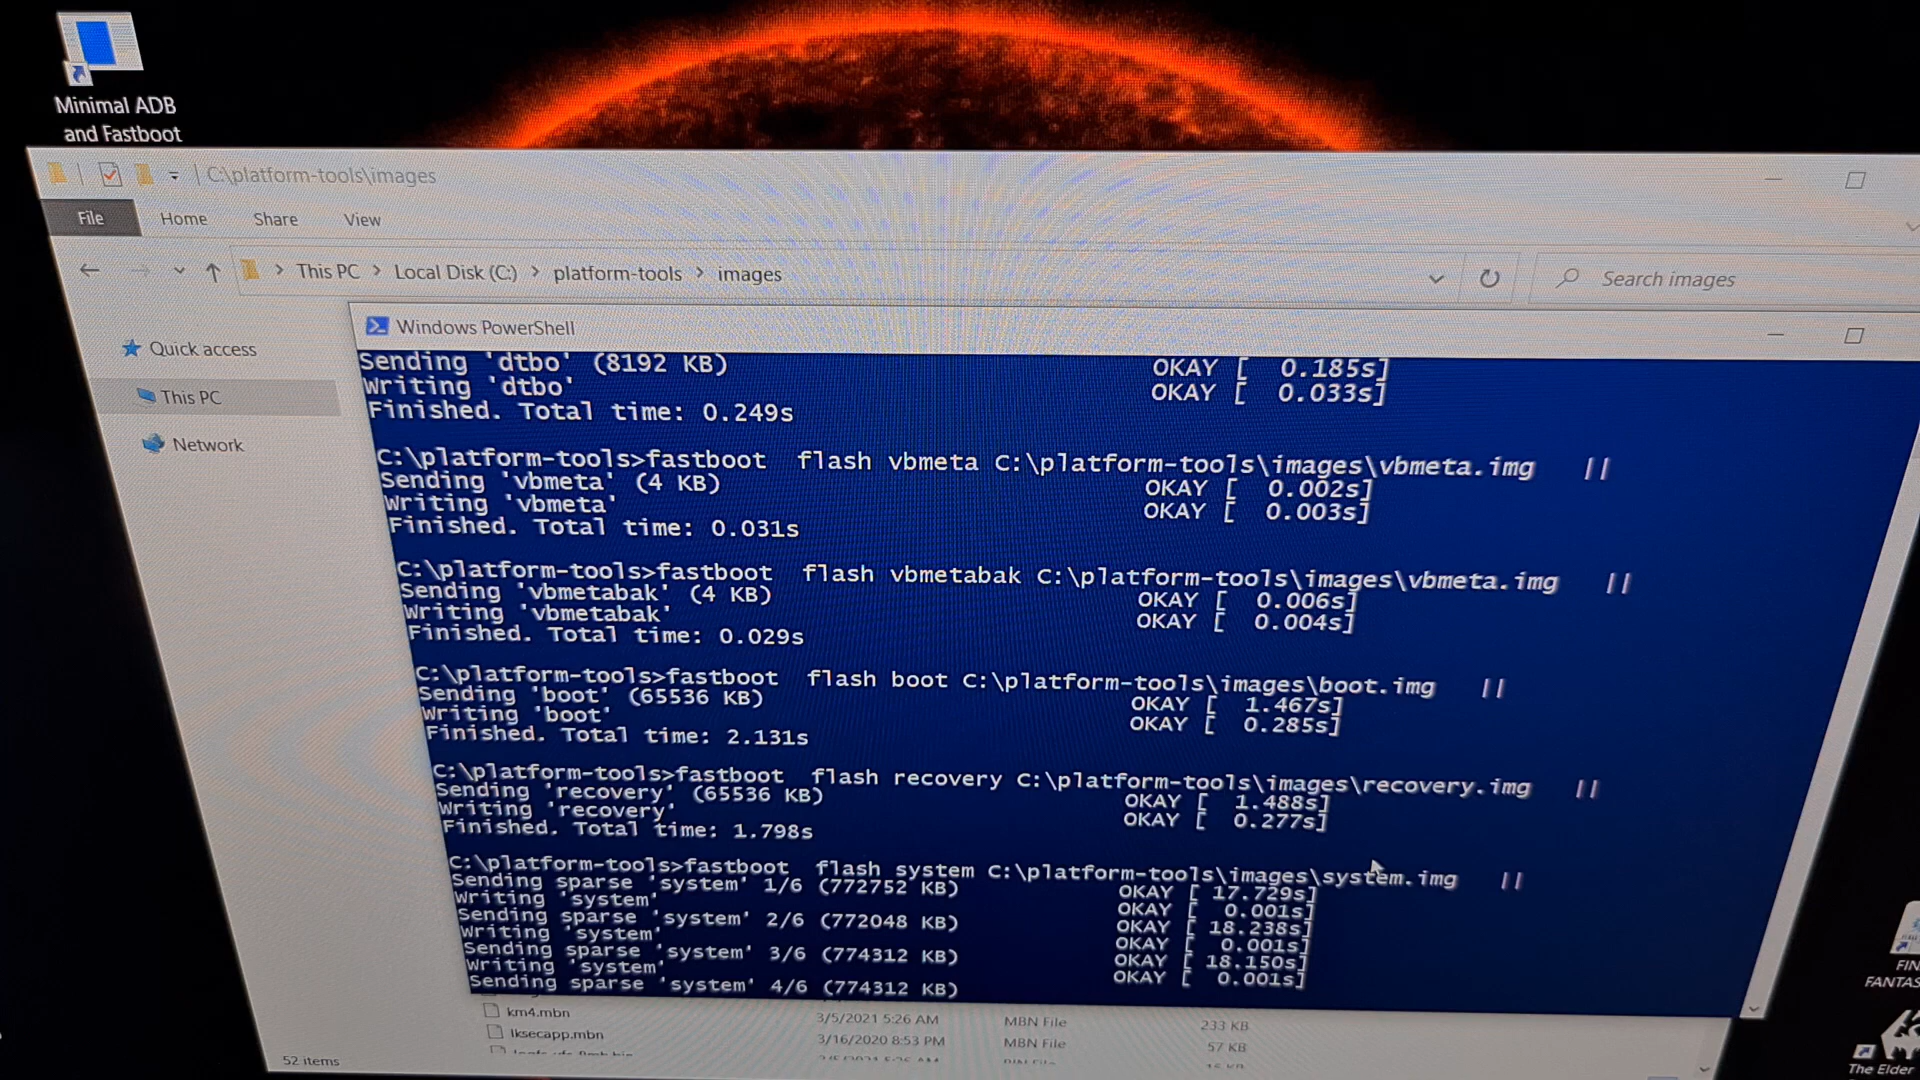 Minimal ADB
and Fastboot
C:\platform-tools\images
File Home Share View
This PC > Local Disk (C:) > platform-tools > images
Search images
Quick access
This PC
Network
Windows PowerShell
Sending 'dtbo' (8192 KB) OKAY [ 0.185s]
Writing 'dtbo' OKAY [ 0.033s]
Finished. Total time: 0.249s
C:\platform-tools>fastboot flash vbmeta C:\platform-tools\images\vbmeta.img ||
Sending 'vbmeta' (4 KB) OKAY [ 0.002s]
Writing 'vbmeta' OKAY [ 0.003s]
Finished. Total time: 0.031s
C:\platform-tools>fastboot flash vbmetabak C:\platform-tools\images\vbmeta.img ||
Sending 'vbmetabak' (4 KB) OKAY [ 0.006s]
Writing 'vbmetabak' OKAY [ 0.004s]
Finished. Total time: 0.029s
C:\platform-tools>fastboot flash boot C:\platform-tools\images\boot.img ||
Sending 'boot' (65536 KB) OKAY [ 1.467s]
Writing 'boot' OKAY [ 0.285s]
Finished. Total time: 2.131s
C:\platform-tools>fastboot flash recovery C:\platform-tools\images\recovery.img ||
Sending 'recovery' (65536 KB) OKAY [ 1.488s]
Writing 'recovery' OKAY [ 0.277s]
Finished. Total time: 1.798s
C:\platform-tools>fastboot flash system C:\platform-tools\images\system.img ||
Sending sparse 'system' 1/6 (772752 KB) OKAY [ 17.729s]
Writing 'system' OKAY [ 0.001s]
Sending sparse 'system' 2/6 (772048 KB) OKAY [ 18.238s]
Writing 'system' OKAY [ 0.001s]
Sending sparse 'system' 3/6 (774312 KB) OKAY [ 18.150s]
Writing 'system' OKAY [ 0.001s]
Sending sparse 'system' 4/6 (774312 KB)
km4.mbn 3/5/2021 5:26 AM MBN File 233 KB
lksecapp.mbn 3/16/2020 8:53 PM MBN File 57 KB
52 items
FIN
FANTAS
The Elder